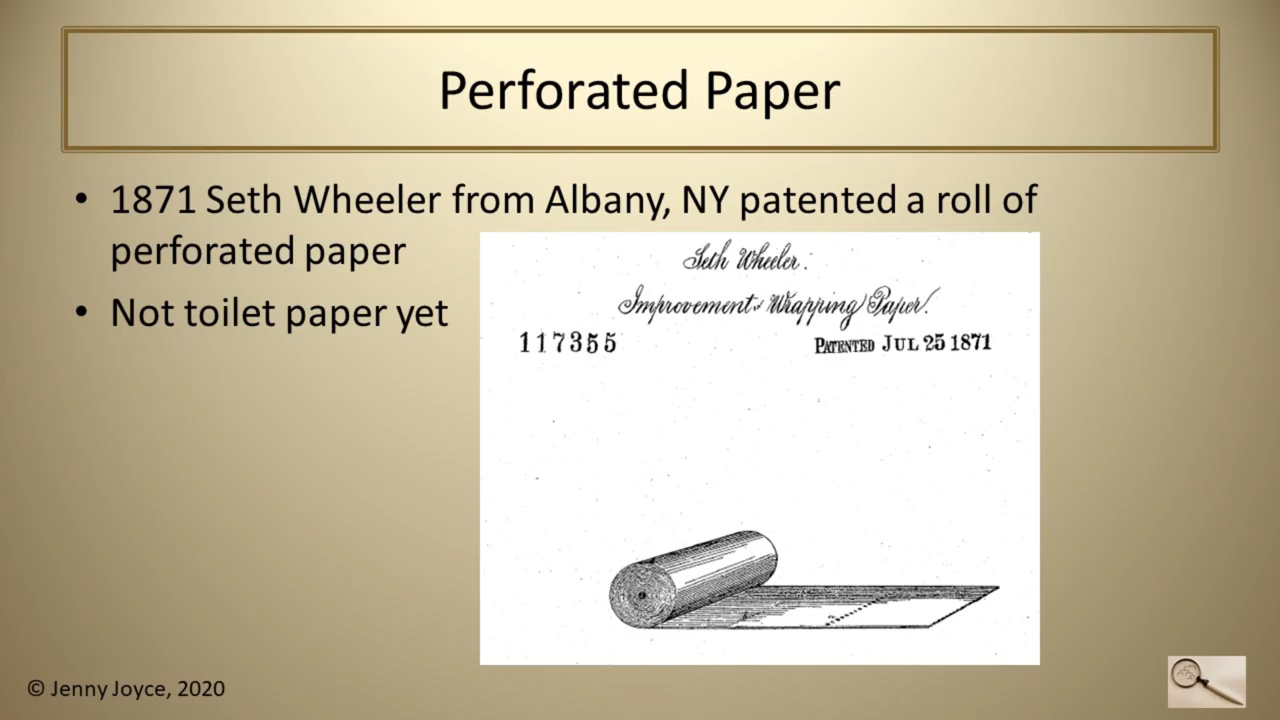 Perforated Paper
• 1871 Seth Wheeler from Albany, NY patented a roll of
perforated paper
• Not toilet paper yet
Seth Wheeler.
Improvement Wrapping Paper.
117355
PATENTED JUL 25 1871
© Jenny Joyce, 2020